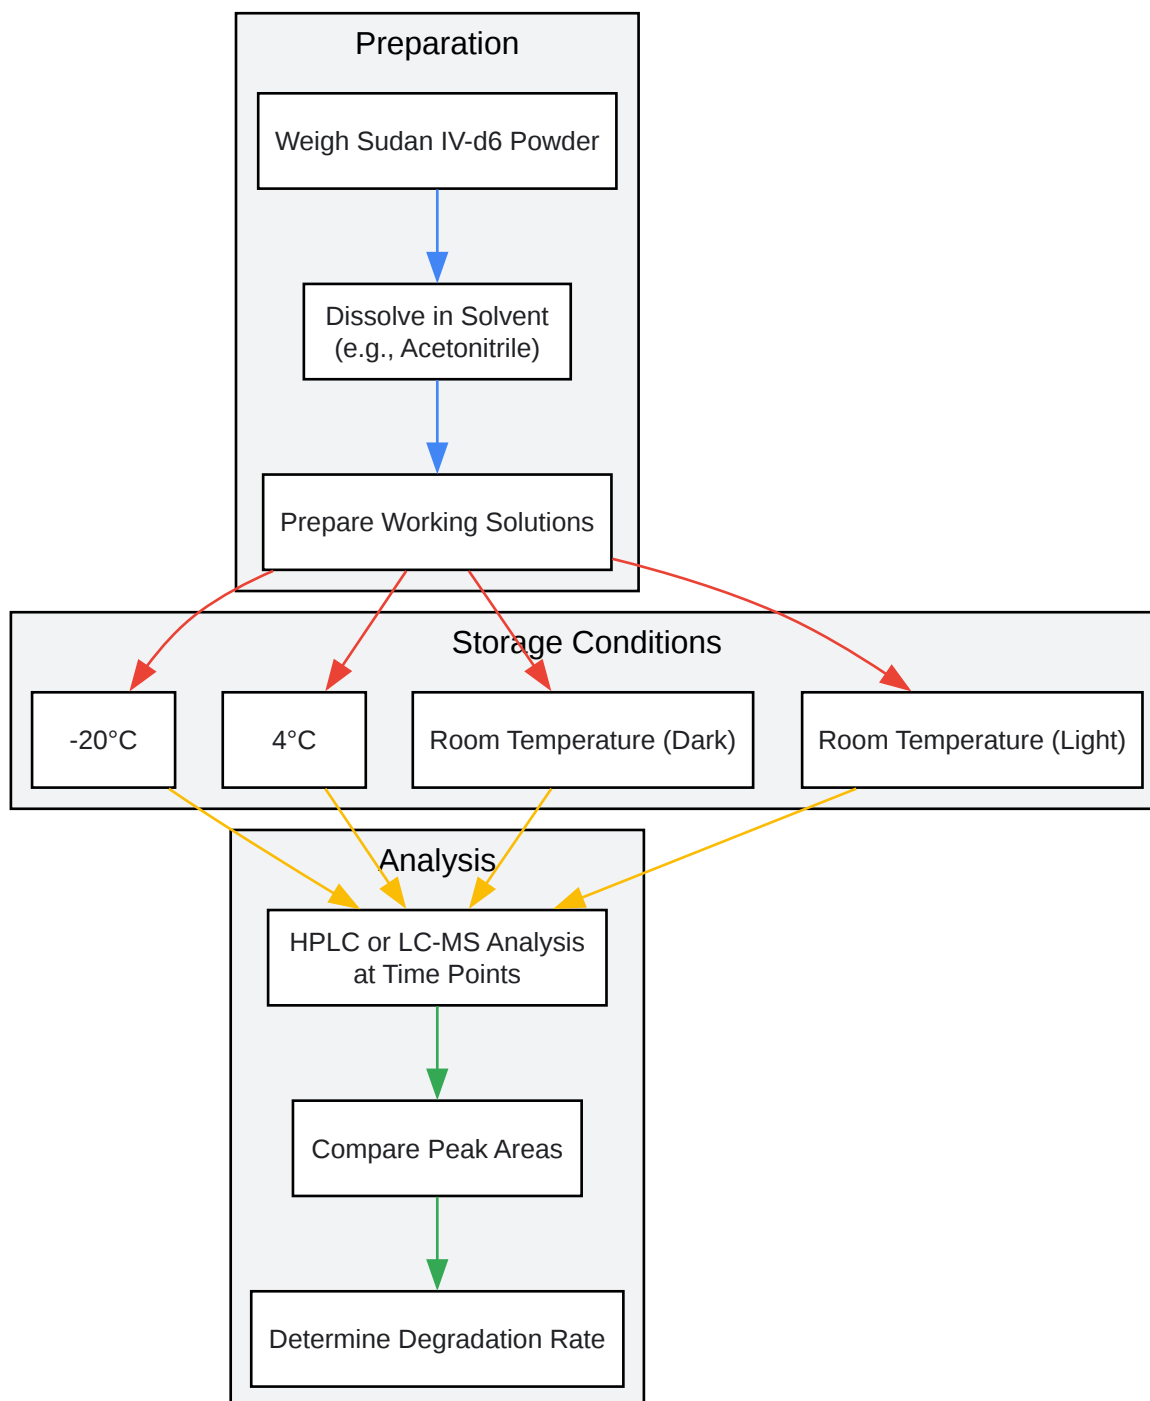 Preparation
Weigh Sudan IV-d6 Powder
Dissolve in Solvent
(e.g., Acetonitrile)
Prepare Working Solutions
Storage Conditions
-20°C
4°C
Room Temperature (Dark)
Room Temperature (Light)
Analysis
HPLC or LC-MS Analysis
at Time Points
Compare Peak Areas
Determine Degradation Rate